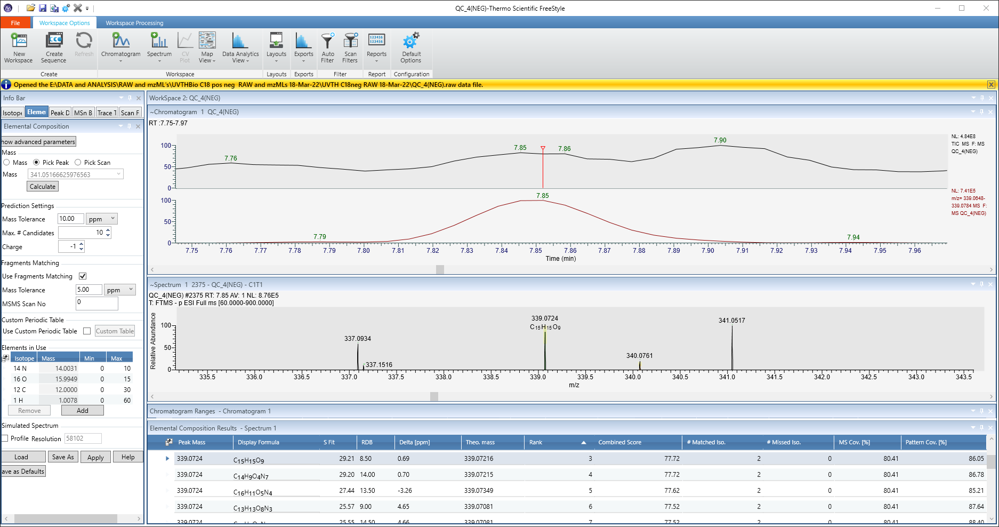 QC_4(NEG)-Thermo Scientific FreeStyle
File
Workspace Options
Workspace Processing
New Workspace
Create Sequence
Refresh
Chromatogram
Spectrum
CV Plot
Map View
Data Analytics View
Layouts
Exports
Auto Filter
Scan Filters
Reports
Default Options
Create
Workspace
Layouts
Exports
Filter
Report
Configuration
Opened the E:\DATA and ANALYSIS\RAW and mzML's\UVTHBio C18 pos neg  RAW and mzMLs 18-Mar-22\UVTH C18neg RAW 18-Mar-22\QC_4(NEG).raw data file.
Info Bar
Isotope Eleme Peak D MSn B Trace T Scan F
Elemental Composition
how advanced parameters
Mass
Mass Pick Peak Pick Scan
Mass 341.05166625976563
Calculate
Prediction Settings
Mass Tolerance 10.00 ppm
Max. # Candidates 10
Charge -1
Fragments Matching
Use Fragments Matching
Mass Tolerance 5.00 ppm
MSMS Scan No 0
Custom Periodic Table
Use Custom Periodic Table Custom Table
Elements in Use
Isotope Mass Min Max
14 N 14.0031 0 10
16 O 15.9949 0 15
12 C 12.0000 0 30
1 H 1.0078 0 60
Remove Add
Simulated Spectrum
Profile Resolution 58102
Load Save As Apply Help
ave as Defaults
WorkSpace 2: QC_4(NEG)
~Chromatogram 1 QC_4(NEG)
RT :7.75-7.97
100
50
0
7.76
7.85
7.86
7.90
NL: 4.84E8
TIC MS F: MS
QC_4(NEG)
100
50
0
7.79
7.85
7.94
NL: 7.41E5
m/z= 339.0648-
339.0784 MS F:
MS QC_4(NEG)
7.75 7.76 7.77 7.78 7.79 7.80 7.81 7.82 7.83 7.84 7.85 7.86 7.87 7.88 7.89 7.90 7.91 7.92 7.93 7.94 7.95 7.96
Time (min)
~Spectrum 1 2375 - QC_4(NEG) - C1T1
QC_4(NEG) #2375 RT: 7.85 AV: 1 NL: 8.76E5
T: FTMS - p ESI Full ms [60.0000-900.0000]
Relative Abundance
100
50
0
337.0934
337.1516
339.0724
C15H15O9
340.0761
341.0517
335.5 336.0 336.5 337.0 337.5 338.0 338.5 339.0 339.5 340.0 340.5 341.0 341.5 342.0 342.5 343.0 343.5
m/z
Chromatogram Ranges - Chromatogram 1
Elemental Composition Results - Spectrum 1
Peak Mass Display Formula S Fit RDB Delta [ppm] Theo. mass Rank Combined Score # Matched Iso. # Missed Iso. MS Cov. [%] Pattern Cov. [%]
339.0724 C15H15O9 29.21 8.50 0.69 339.07216 3 77.72 2 0 80.41 86.05
339.0724 C14H9O4N7 29.20 14.00 0.70 339.07215 4 77.72 2 0 80.41 86.78
339.0724 C16H11O5N4 27.44 13.50 -3.26 339.07349 5 77.62 2 0 80.41 85.21
339.0724 C13H13O8N3 25.57 9.00 4.65 339.07081 6 77.52 2 0 80.41 87.64
339.0724 25.55 14.50 4.66 339.07081 7 77.52 2 0 80.41 88.40